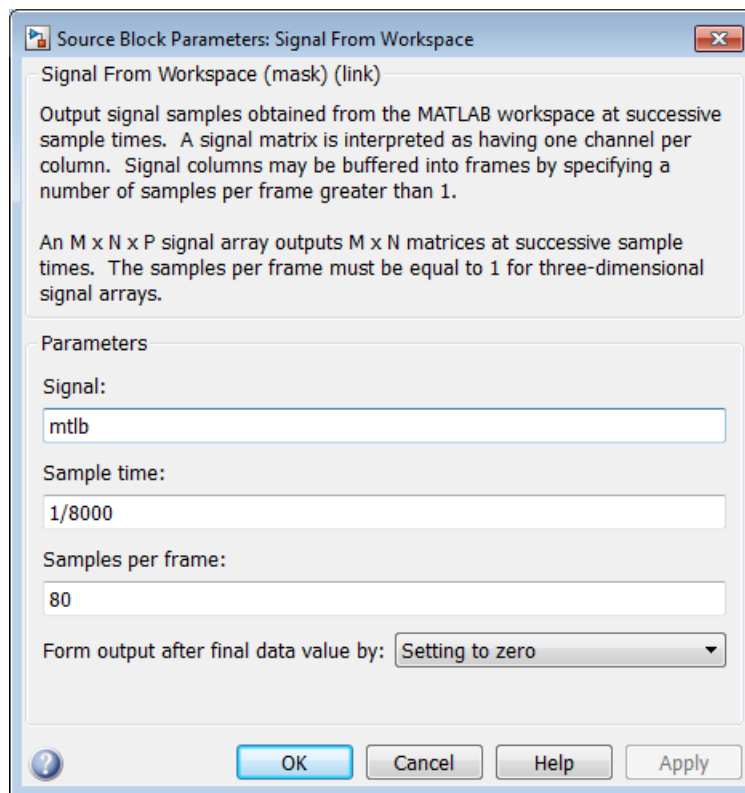 Source Block Parameters: Signal From Workspace
Signal From Workspace (mask) (link)
Output signal samples obtained from the MATLAB workspace at successive
sample times.  A signal matrix is interpreted as having one channel per
column.  Signal columns may be buffered into frames by specifying a
number of samples per frame greater than 1.
An M x N x P signal array outputs M x N matrices at successive sample
times.  The samples per frame must be equal to 1 for three-dimensional
signal arrays.
Parameters
Signal:
mtlb
Sample time:
1/8000
Samples per frame:
80
Form output after final data value by: Setting to zero
? OK Cancel Help Apply